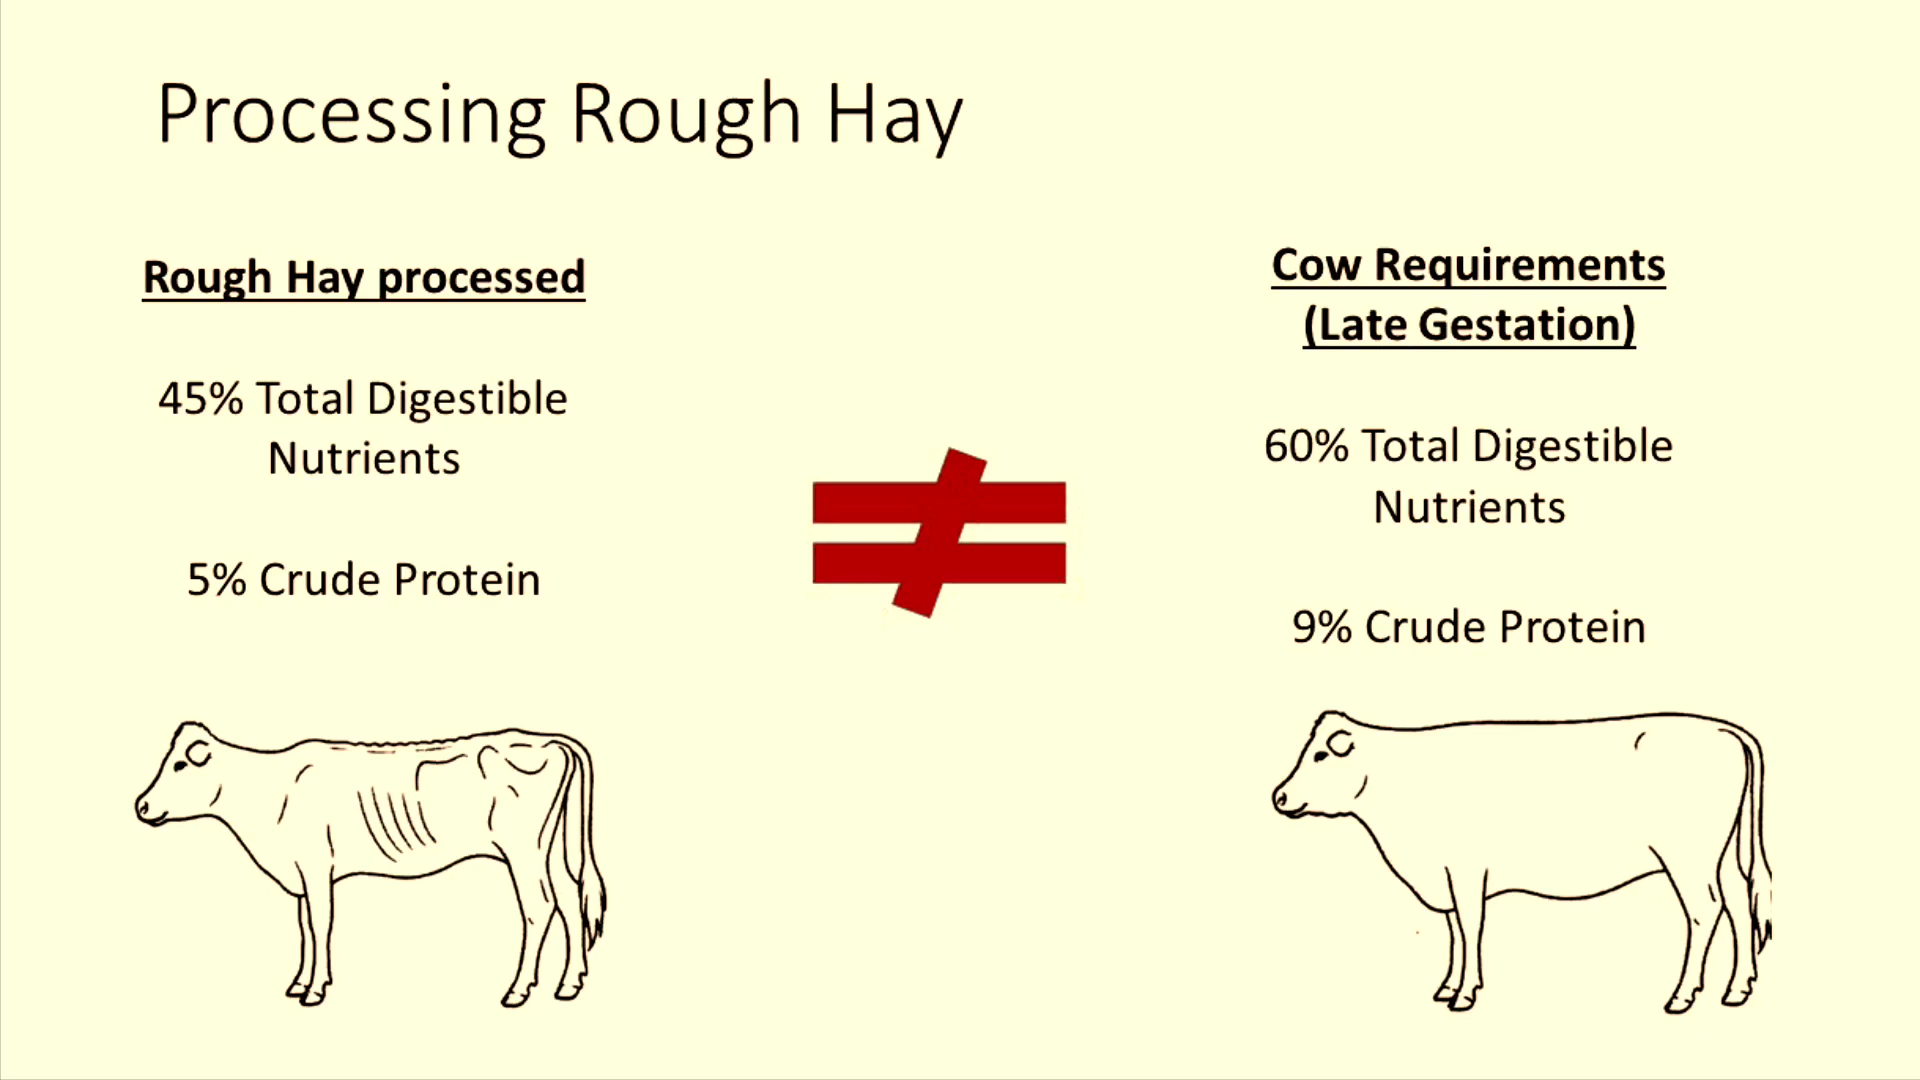 Processing Rough Hay
Rough Hay processed
45% Total Digestible
Nutrients
5% Crude Protein
Cow Requirements
(Late Gestation)
60% Total Digestible
Nutrients
9% Crude Protein